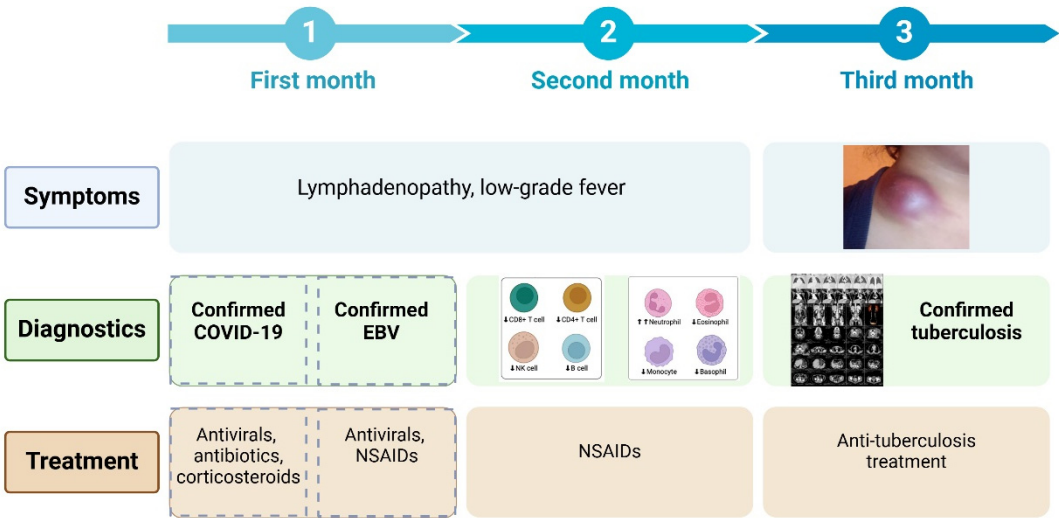 1
2
3
First month
Second month
Third month
Symptoms
Lymphadenopathy, low-grade fever
Diagnostics
Confirmed
COVID-19
Confirmed
EBV
↓CD8+ T cell
↓CD4+ T cell
↓NK cell
↓B cell
↑↑Neutrophil
↓Eosinophil
↓Monocyte
↓Basophil
Confirmed
tuberculosis
Treatment
Antivirals,
antibiotics,
corticosteroids
Antivirals,
NSAIDs
NSAIDs
Anti-tuberculosis
treatment